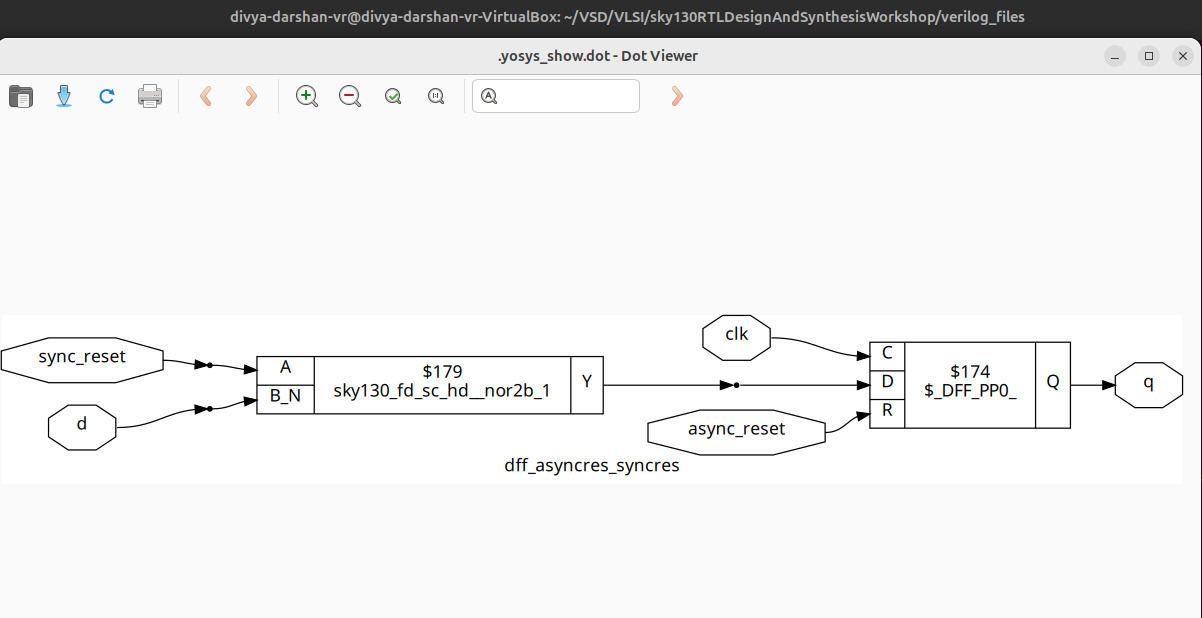 divya-darshan-vr@divya-darshan-vr-VirtualBox: ~/VSD/VLSI/sky130RTLDesignAndSynthesisWorkshop/verilog_files
.yosys_show.dot - Dot Viewer
sync_reset
d
A
B_N
$179
sky130_fd_sc_hd__nor2b_1
Y
clk
async_reset
C
D
R
$174
$_DFF_PP0_
Q
q
dff_asyncres_syncres